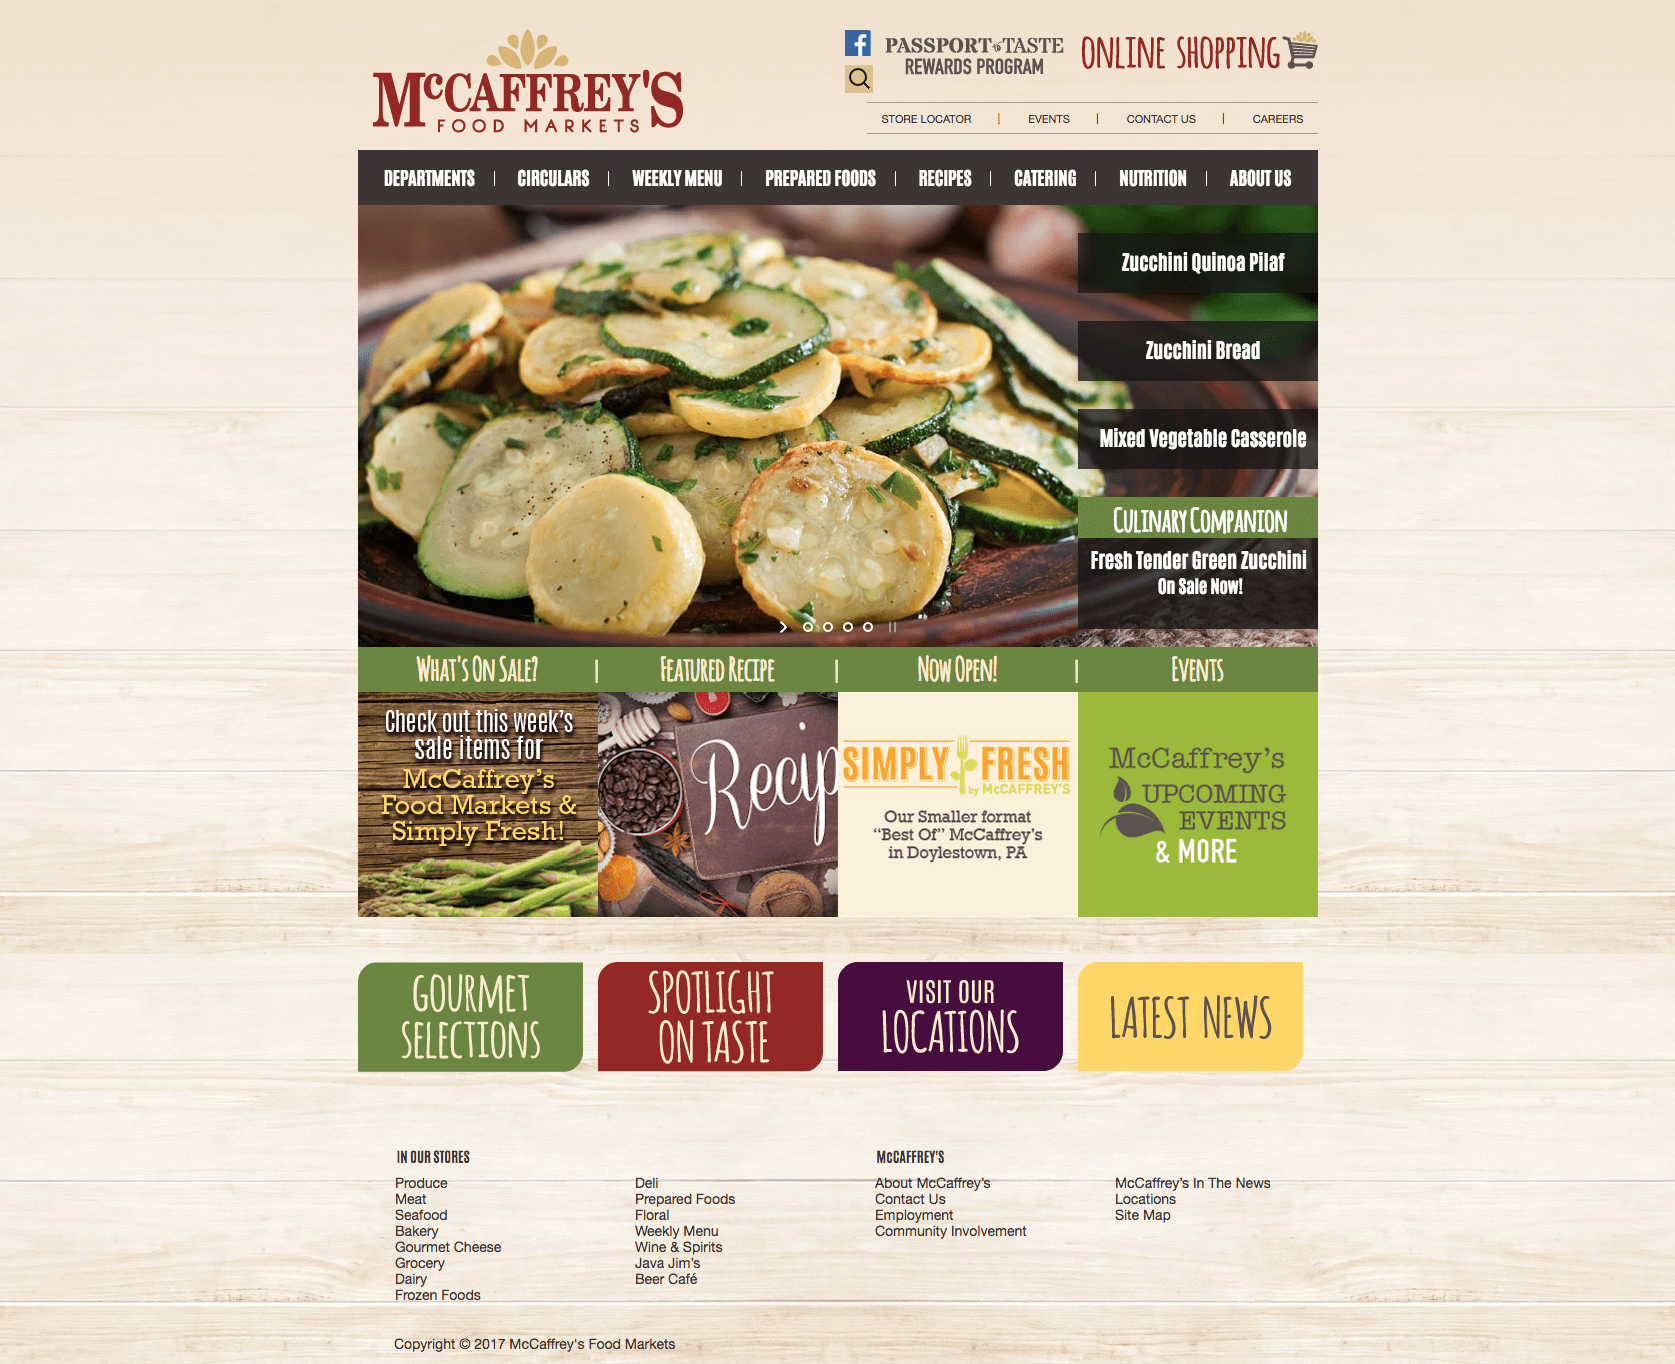 McCAFFREY'S
FOOD MARKETS
PASSPORT to TASTE
REWARDS PROGRAM
ONLINE SHOPPING
STORE LOCATOR | EVENTS | CONTACT US | CAREERS
DEPARTMENTS | CIRCULARS | WEEKLY MENU | PREPARED FOODS | RECIPES | CATERING | NUTRITION | ABOUT US
Zucchini Quinoa Pilaf
Zucchini Bread
Mixed Vegetable Casserole
CULINARY COMPANION
Fresh Tender Green Zucchini
On Sale Now!
WHAT'S ON SALE? | FEATURED RECIPE | NOW OPEN! | EVENTS
Check out this week's
sale items for
McCaffrey's
Food Markets &
Simply Fresh!
Recip
SIMPLY FRESH
by McCAFFREY'S
Our Smaller format
“Best Of” McCaffrey's
in Doylestown, PA
McCaffrey's
UPCOMING
EVENTS
& MORE
GOURMET
SELECTIONS
SPOTLIGHT
ON TASTE
VISIT OUR
LOCATIONS
LATEST NEWS
IN OUR STORES
Produce
Meat
Seafood
Bakery
Gourmet Cheese
Grocery
Dairy
Frozen Foods
Deli
Prepared Foods
Floral
Weekly Menu
Wine & Spirits
Java Jim's
Beer Café
McCAFFREY'S
About McCaffrey's
Contact Us
Employment
Community Involvement
McCaffrey's In The News
Locations
Site Map
Copyright © 2017 McCaffrey's Food Markets